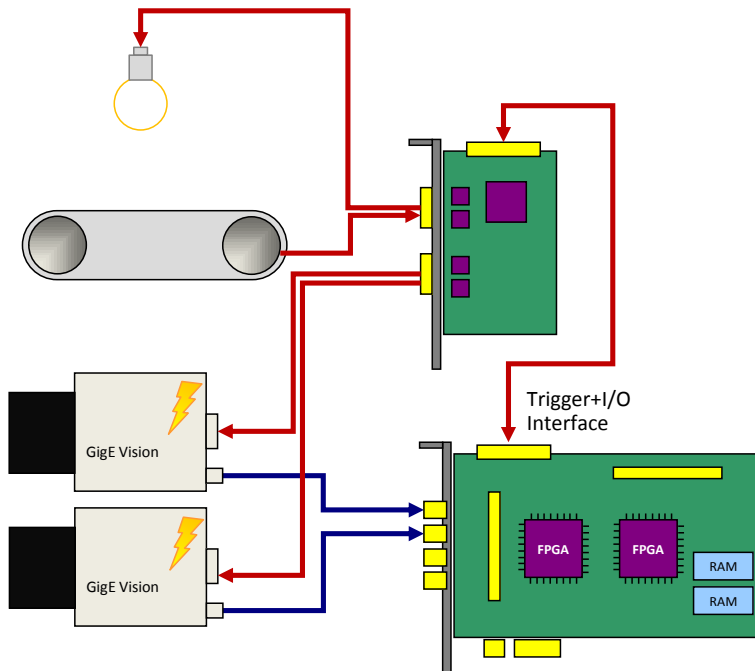 Trigger+I/O
Interface
GigE Vision
GigE Vision
FPGA
FPGA
RAM
RAM